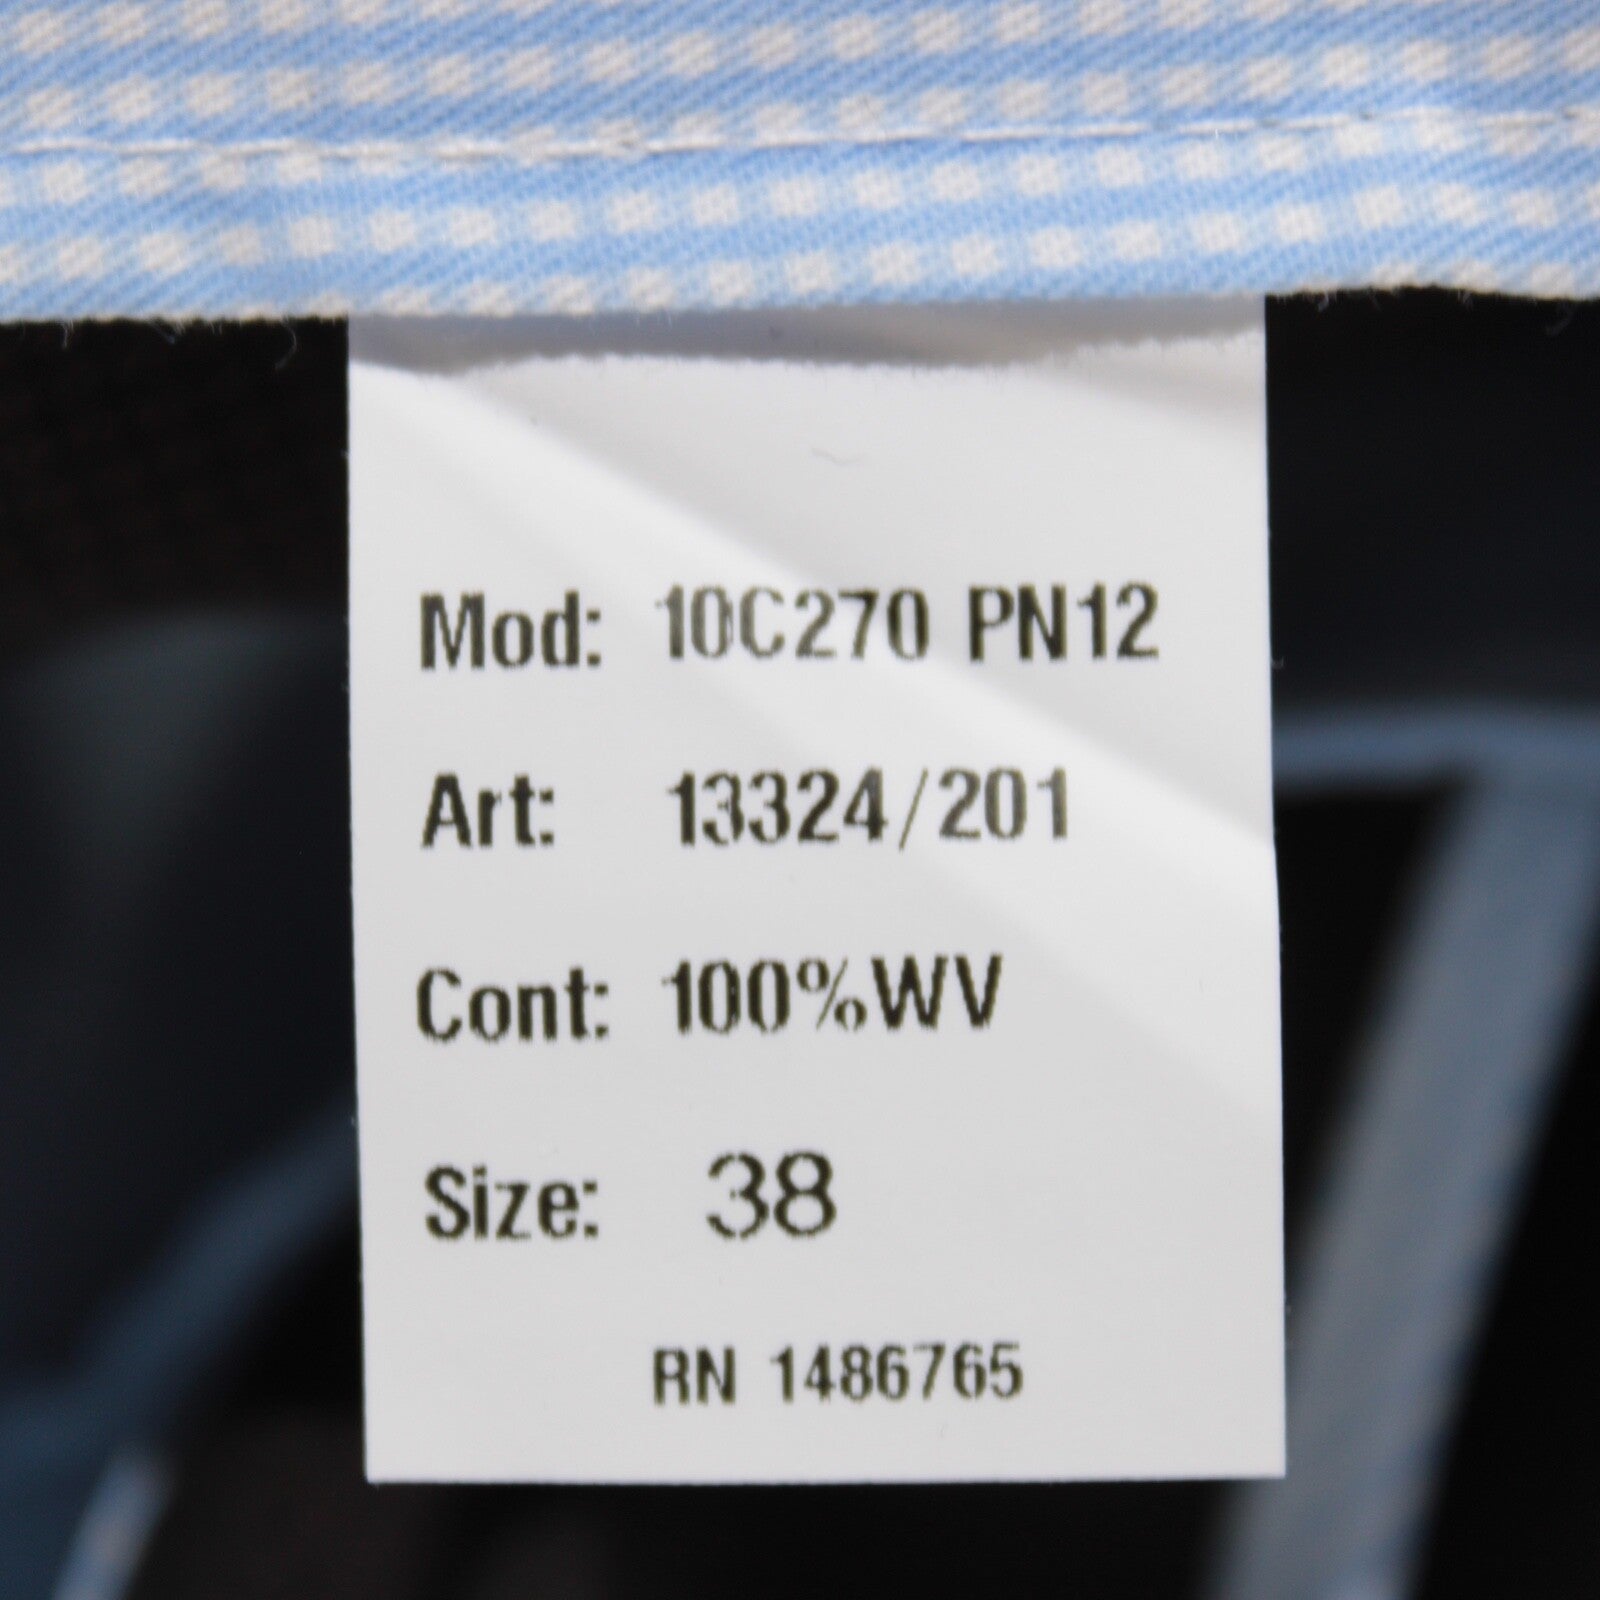 Mod: 10C270 PN12
Art: 13324/201
Cont: 100%WV
Size: 38
RN 1486765